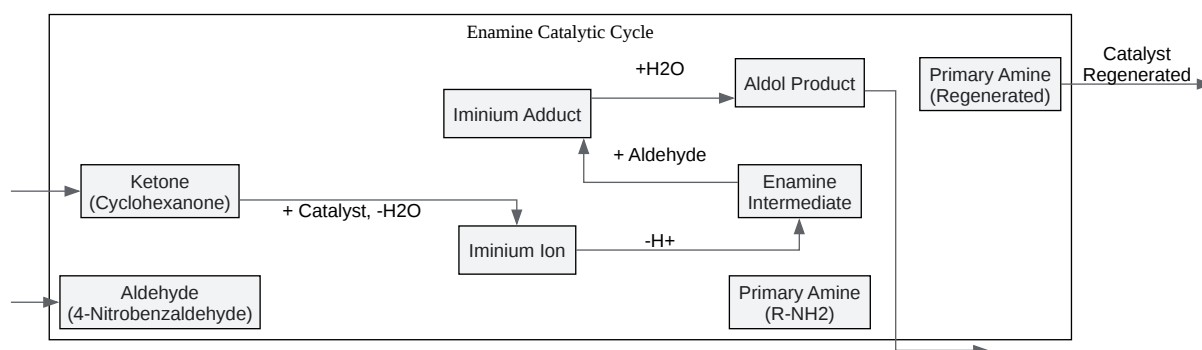 Enamine Catalytic Cycle
+H2O
Aldol Product
Primary Amine
(Regenerated)
Catalyst
Regenerated
Iminium Adduct
+ Aldehyde
Ketone
(Cyclohexanone)
+ Catalyst, -H2O
Enamine
Intermediate
Iminium Ion
-H+
Aldehyde
(4-Nitrobenzaldehyde)
Primary Amine
(R-NH2)